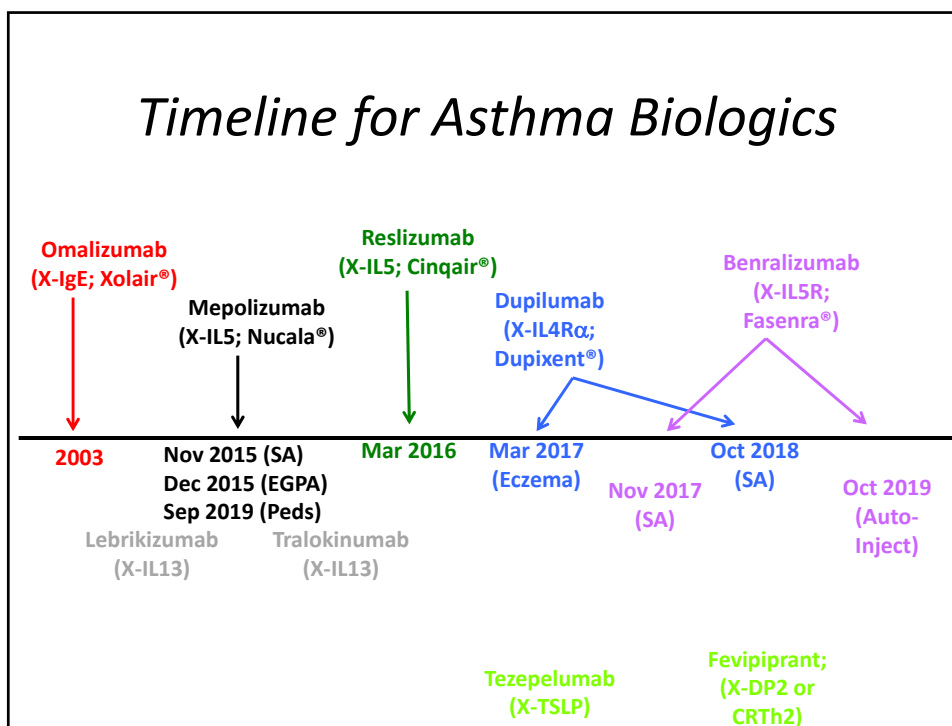 Timeline for Asthma Biologics
Omalizumab
(X-IgE; Xolair®)
Mepolizumab
(X-IL5; Nucala®)
Reslizumab
(X-IL5; Cinqair®)
Dupilumab
(X-IL4Rα;
Dupixent®)
Benralizumab
(X-IL5R;
Fasenra®)
2003
Nov 2015 (SA)
Dec 2015 (EGPA)
Sep 2019 (Peds)
Mar 2016
Mar 2017
(Eczema)
Nov 2017
(SA)
Oct 2018
(SA)
Oct 2019
(Auto-
Inject)
Lebrikizumab
(X-IL13)
Tralokinumab
(X-IL13)
Tezepelumab
(X-TSLP)
Fevipiprant;
(X-DP2 or
CRTh2)